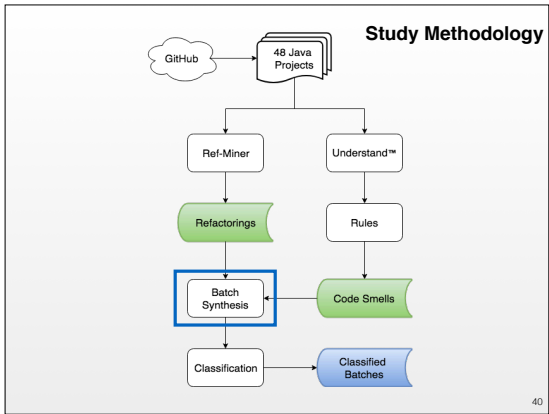 Study Methodology
GitHub
48 Java
Projects
Ref-Miner
Understand™
Refactorings
Rules
Batch
Synthesis
Code Smells
Classification
Classified
Batches
40